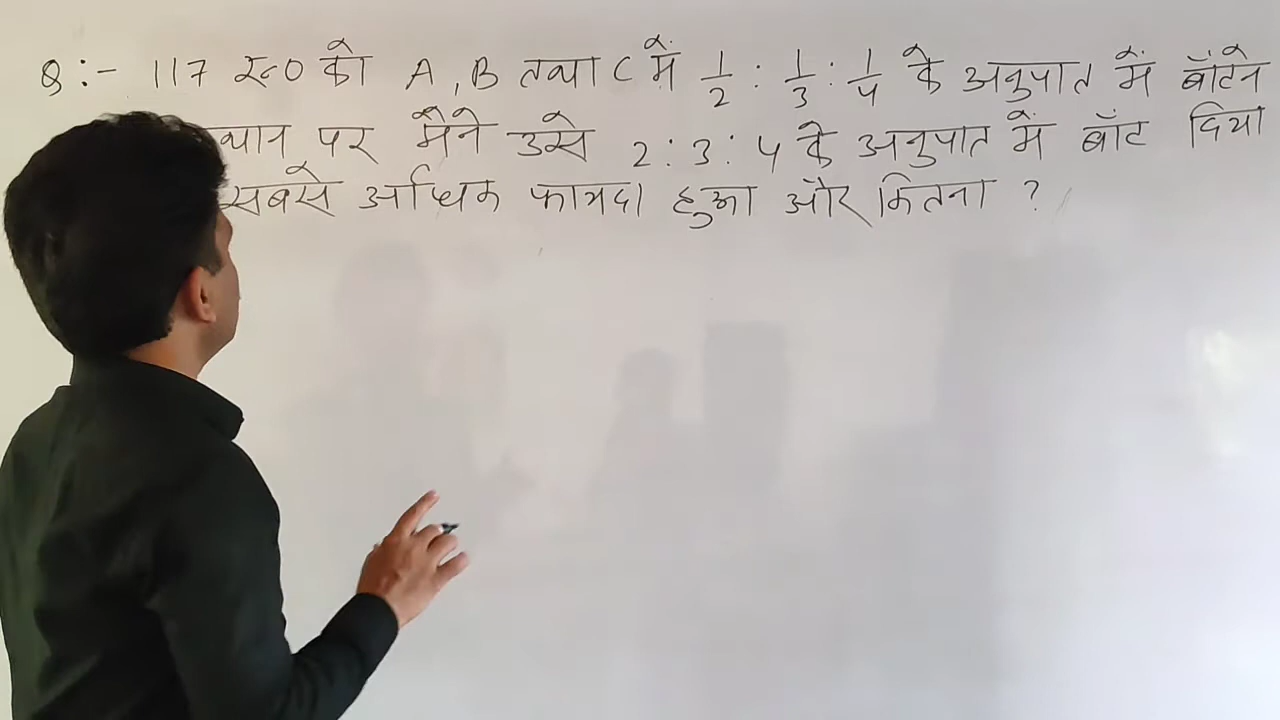 Q :- 117 रु0 को A , B तथा C में 1/2 : 1/3 : 1/4 के अनुपात में बाँटने
पर मैंने उसे 2 : 3 : 4 के अनुपात में बाँट दिया
सबसे अधिक फायदा हुआ और कितना ?